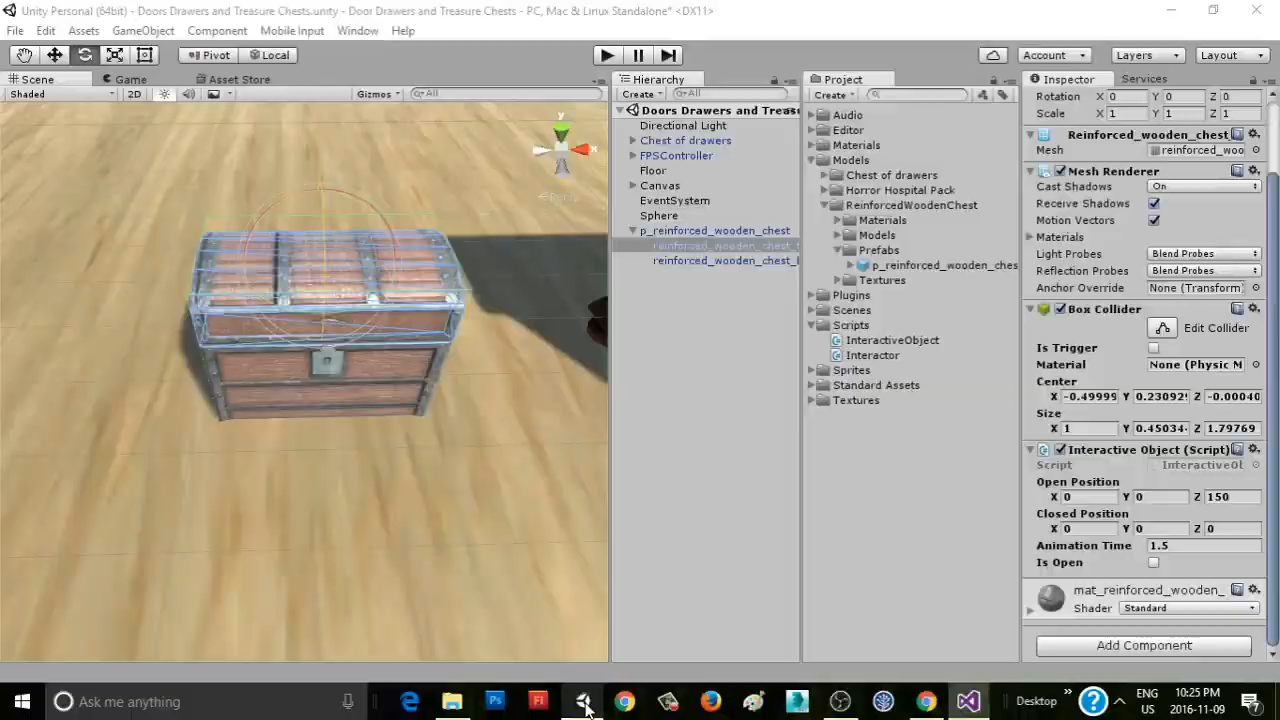 Unity Personal (64bit) - Doors Drawers and Treasure Chests.unity - Door Drawers and Treasure Chests - PC, Mac & Linux Standalone* <DX11>
File Edit Assets GameObject Component Mobile Input Window Help
Pivot Local Account Layers Layout
Scene Game Asset Store Hierarchy Project Inspector Services
Shaded 2D Gizmos All Create All Create
Rotation X 0 Y 0 Z 0
Scale X 1 Y 1 Z 1
Doors Drawers and Treas
Directional Light
Chest of drawers
FPSController
Floor
Canvas
EventSystem
Sphere
p_reinforced_wooden_chest
reinforced_wooden_chest_
reinforced_wooden_chest_l
Audio
Editor
Materials
Models
Chest of drawers
Horror Hospital Pack
ReinforcedWoodenChest
Materials
Models
Prefabs
p_reinforced_wooden_ches
Textures
Plugins
Scenes
Scripts
InteractiveObject
Interactor
Sprites
Standard Assets
Textures
Reinforced_wooden_chest_
Mesh reinforced_woo
Mesh Renderer
Cast Shadows On
Receive Shadows
Motion Vectors
Materials
Light Probes Blend Probes
Reflection Probes Blend Probes
Anchor Override None (Transform)
Box Collider
Edit Collider
Is Trigger
Material None (Physic M
Center
X -0.49999 Y 0.230929 Z -0.00040
Size
X 1 Y 0.45034 Z 1.79769
Interactive Object (Script)
Script InteractiveOb
Open Position
X 0 Y 0 Z 150
Closed Position
X 0 Y 0 Z 0
Animation Time 1.5
Is Open
mat_reinforced_wooden_
Shader Standard
Add Component
y
x
Persp
Ask me anything
Desktop
ENG
INTL
10:25 PM
2016-11-09
7